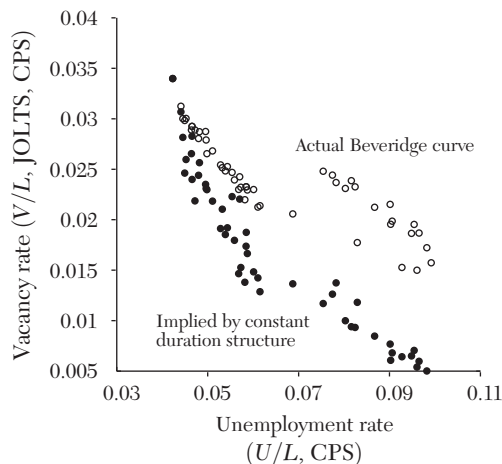 0.04
0.035
0.03
0.025
0.02
0.015
0.01
0.005
Vacancy rate (V/L, JOLTS, CPS)
Actual Beveridge curve
Implied by constant
duration structure
0.03
0.05
0.07
0.09
0.11
Unemployment rate
(U/L, CPS)